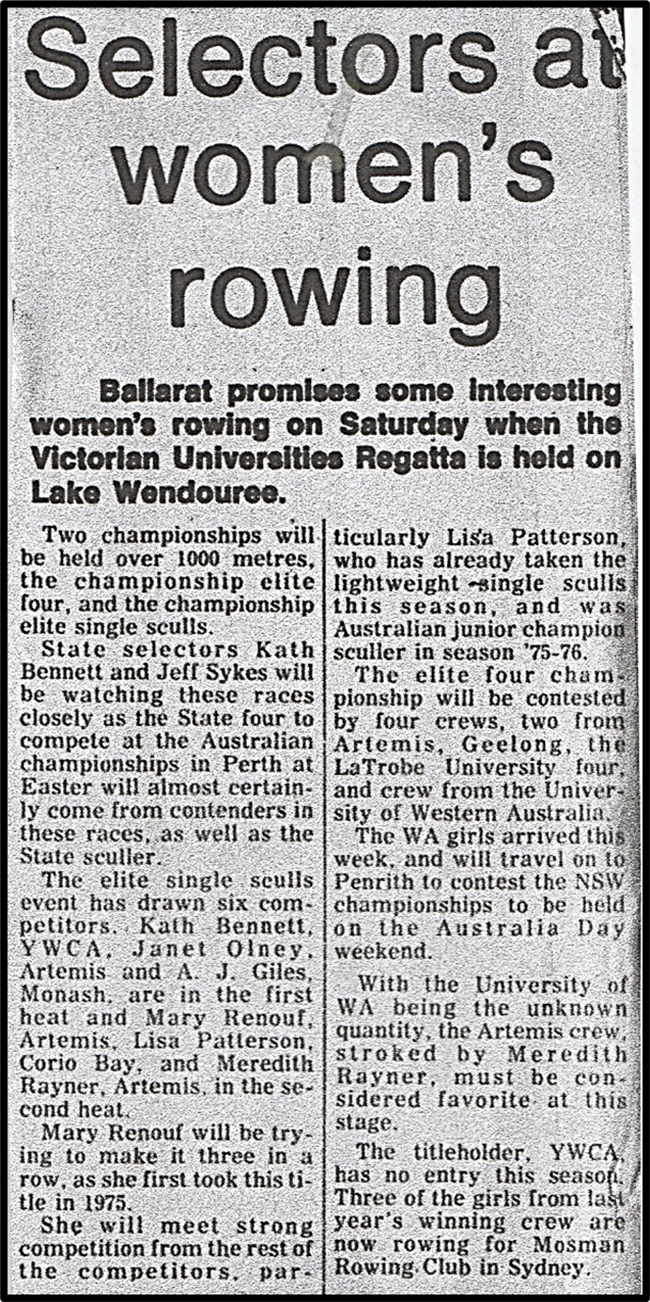 Selectors at
women's
rowing
Ballarat promises some interesting
women's rowing on Saturday when the
Victorian Universities Regatta is held on
Lake Wendouree.
Two championships will
be held over 1000 metres,
the championship elite
four, and the championship
elite single sculls.
State selectors Kath
Bennett and Jeff Sykes will
be watching these races
closely as the State four to
compete at the Australian
championships in Perth at
Easter will almost certain-
ly come from contenders in
these races, as well as the
State sculler.
The elite single sculls
event has drawn six com-
petitors. Kath Bennett,
YWCA, Janet Olney,
Artemis and A. J. Giles,
Monash, are in the first
heat and Mary Renouf,
Artemis, Lisa Patterson,
Corio Bay, and Meredith
Rayner, Artemis, in the se-
cond heat.
Mary Renouf will be try-
ing to make it three in a
row, as she first took this ti-
tle in 1975.
She will meet strong
competition from the rest of
the competitors, par-
ticularly Lisa Patterson,
who has already taken the
lightweight single sculls
this season, and was
Australian junior champion
sculler in season '75-76.
The elite four cham-
pionship will be contested
by four crews, two from
Artemis, Geelong, the
LaTrobe University four,
and crew from the Univer-
sity of Western Australia.
The WA girls arrived this
week, and will travel on to
Penrith to contest the NSW
championships to be held
on the Australia Day
weekend.
With the University of
WA being the unknown
quantity, the Artemis crew,
stroked by Meredith
Rayner, must be con-
sidered favorite at this
stage.
The titleholder, YWCA,
has no entry this season.
Three of the girls from last
year's winning crew are
now rowing for Mosman
Rowing Club in Sydney.